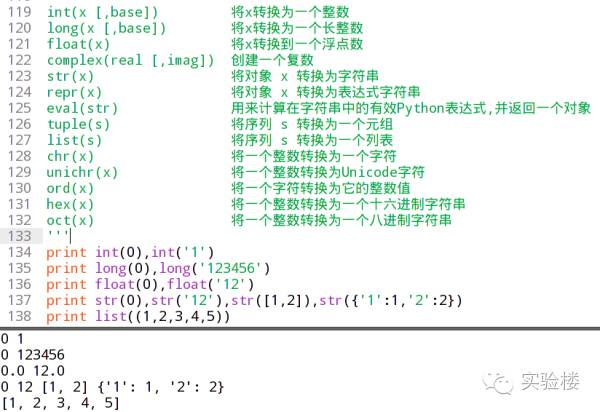 119 int(x [,base]) 将x转换为一个整数
120 long(x [,base]) 将x转换为一个长整数
121 float(x) 将x转换到一个浮点数
122 complex(real [,imag]) 创建一个复数
123 str(x) 将对象 x 转换为字符串
124 repr(x) 将对象 x 转换为表达式字符串
125 eval(str) 用来计算在字符串中的有效Python表达式,并返回一个对象
126 tuple(s) 将序列 s 转换为一个元组
127 list(s) 将序列 s 转换为一个列表
128 chr(x) 将一个整数转换为一个字符
129 unichr(x) 将一个整数转换为Unicode字符
130 ord(x) 将一个字符转换为它的整数值
131 hex(x) 将一个整数转换为一个十六进制字符串
132 oct(x) 将一个整数转换为一个八进制字符串
133 '''
134 print int(0),int('1')
135 print long(0),long('123456')
136 print float(0),float('12')
137 print str(0),str('12'),str([1,2]),str({'1':1,'2':2})
138 print list((1,2,3,4,5))
0 1
0 123456
0.0 12.0
0 12 [1, 2] {'1': 1, '2': 2}
[1, 2, 3, 4, 5]
实验楼